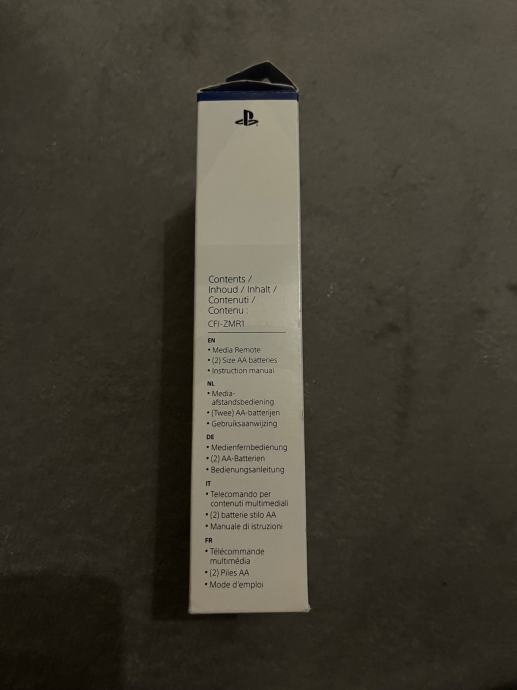 Contents /
Inhoud / Inhalt /
Contenuti /
Contenu :
CFI-ZMR1
EN
• Media Remote
• (2) Size AA batteries
• Instruction manual
NL
• Media-
afstandsbediening
• (Twee) AA-batterijen
• Gebruiksaanwijzing
DE
• Medienfernbedienung
• (2) AA-Batterien
• Bedienungsanleitung
IT
• Telecomando per
contenuti multimediali
• (2) batterie stilo AA
• Manuale di istruzioni
FR
• Télécommande
multimédia
• (2) Piles AA
• Mode d'emploi